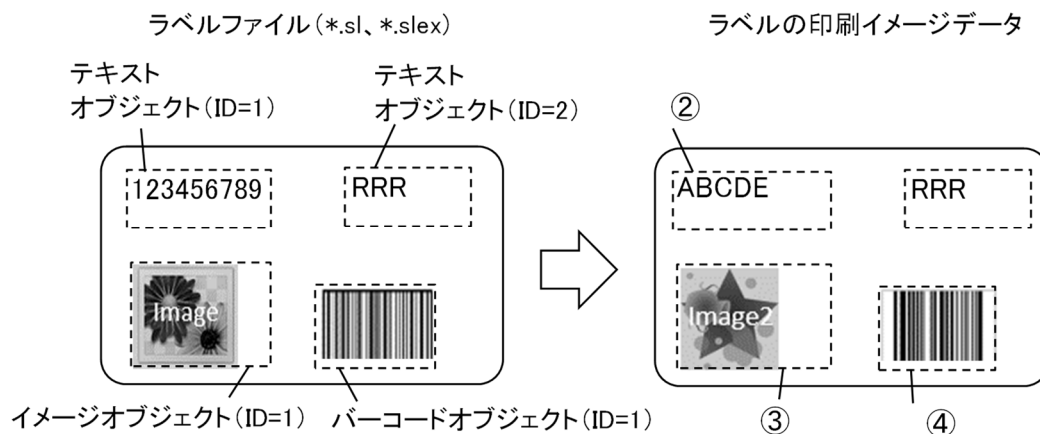 ラベルファイル(*.sl、*.slex)
ラベルの印刷イメージデータ
テキスト
オブジェクト(ID=1)
テキスト
オブジェクト(ID=2)
②
123456789
RRR
ABCDE
RRR
Image
Image2
イメージオブジェクト(ID=1)
バーコードオブジェクト(ID=1)
③
④